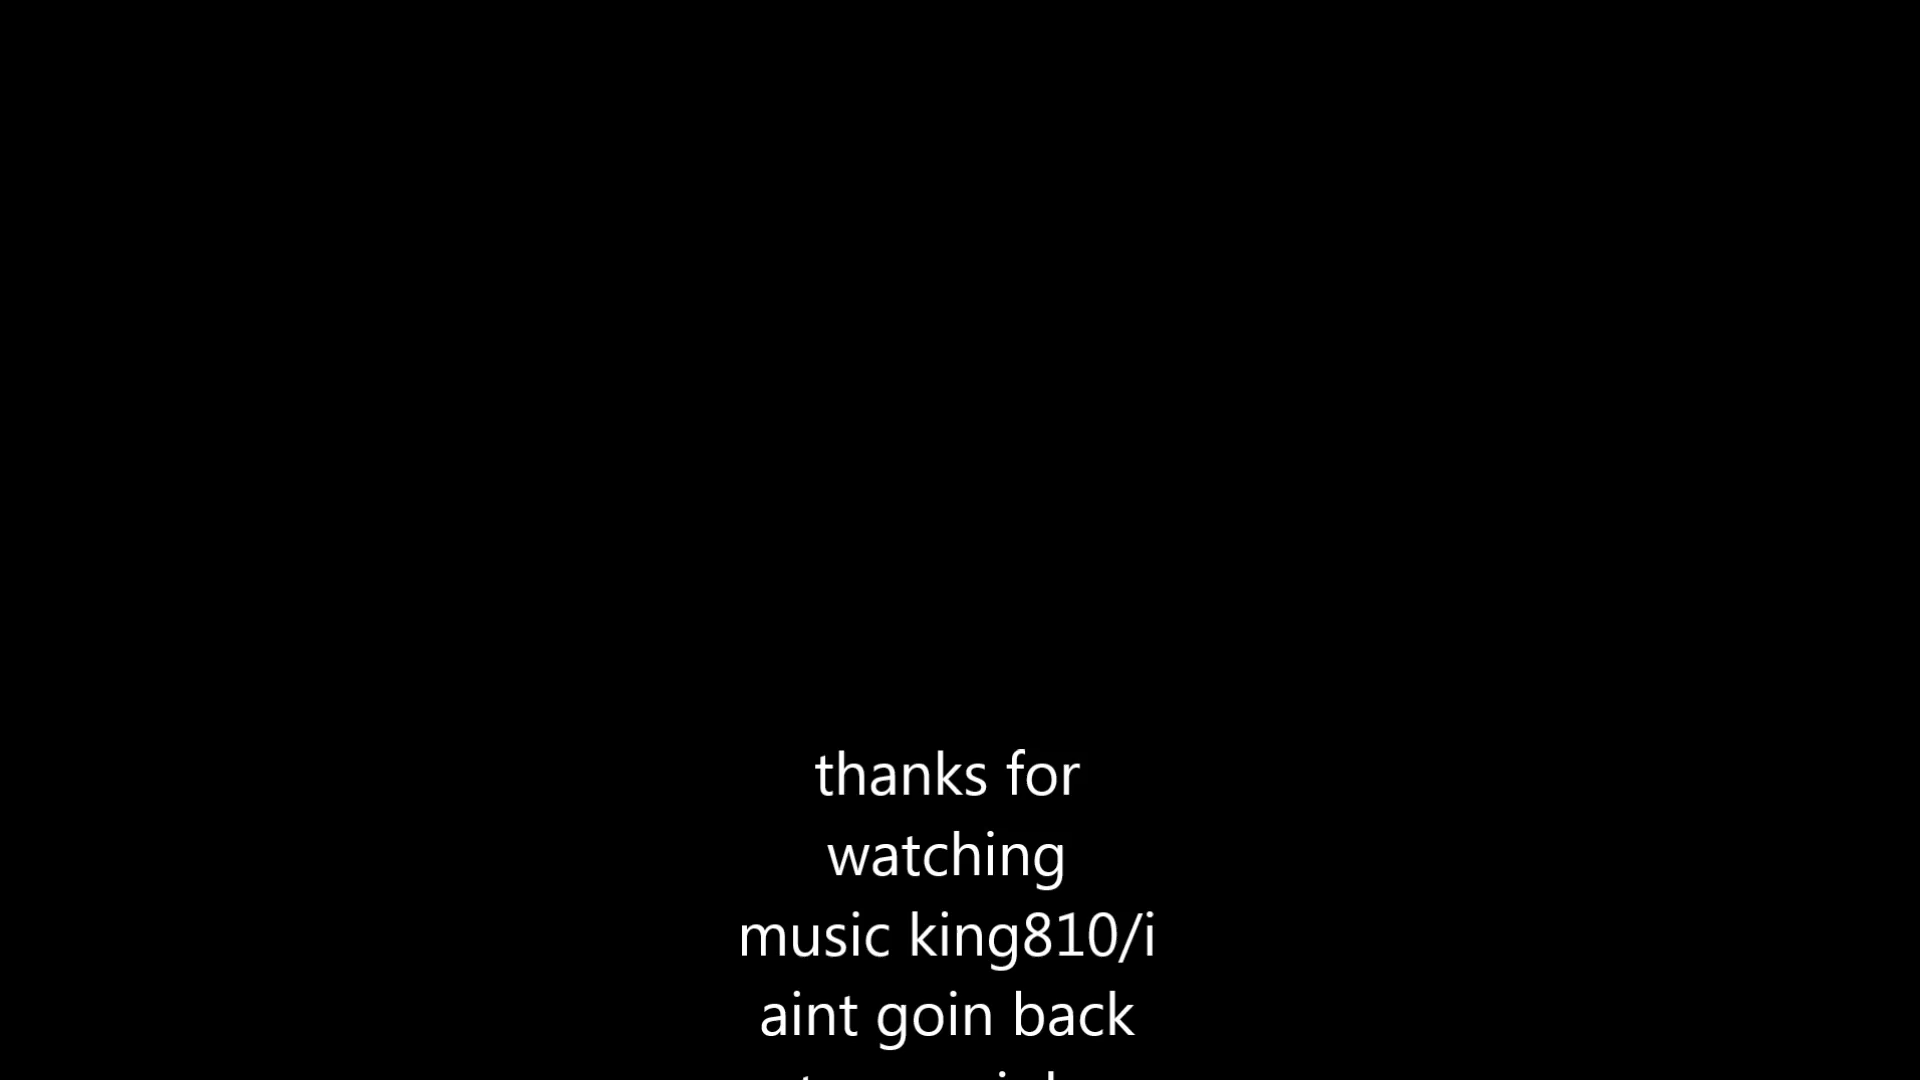 thanks for
watching
music king810/i
aint goin back